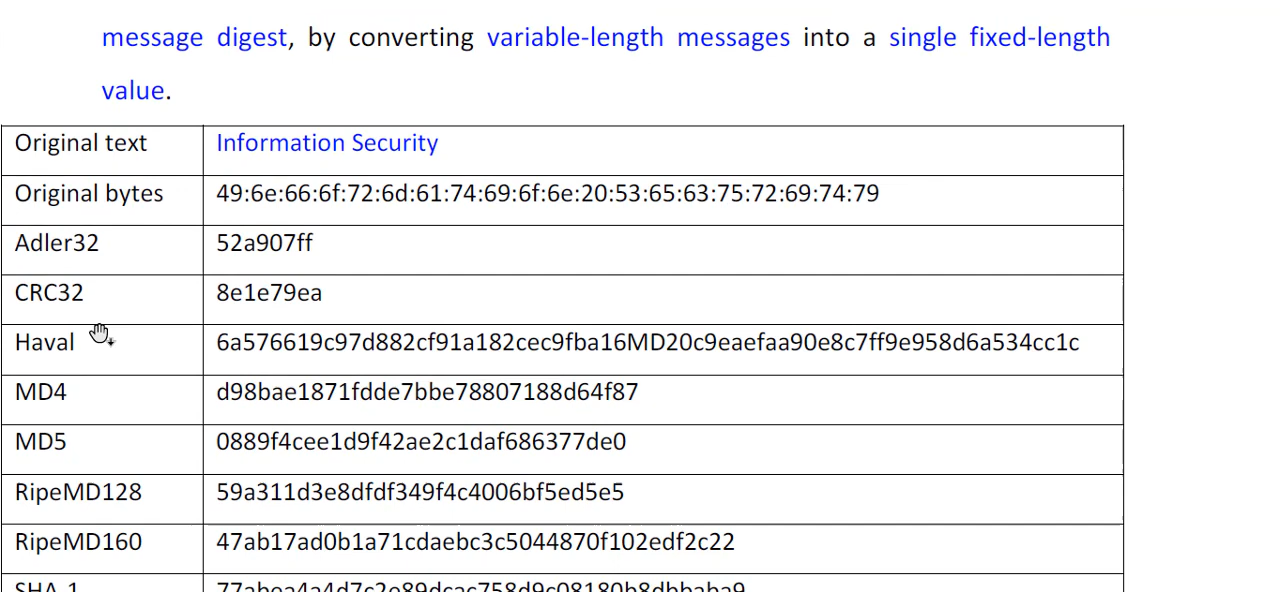 message digest, by converting variable-length messages into a single fixed-length
value.
Original text Information Security
Original bytes 49:6e:66:6f:72:6d:61:74:69:6f:6e:20:53:65:63:75:72:69:74:79
Adler32 52a907ff
CRC32 8e1e79ea
Haval 6a576619c97d882cf91a182cec9fba16MD20c9eaefaa90e8c7ff9e958d6a534cc1c
MD4 d98bae1871fdde7bbe78807188d64f87
MD5 0889f4cee1d9f42ae2c1daf686377de0
RipeMD128 59a311d3e8dfdf349f4c4006bf5ed5e5
RipeMD160 47ab17ad0b1a71cdaebc3c5044870f102edf2c22
SHA-1